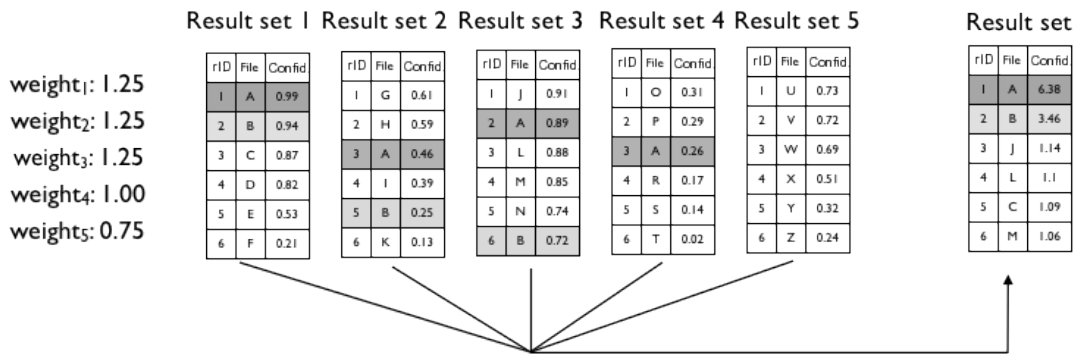 Result set 1 Result set 2 Result set 3 Result set 4 Result set 5 Result set
weight1: 1.25
weight2: 1.25
weight3: 1.25
weight4: 1.00
weight5: 0.75
rID File Confid.
1 A 0.99
2 B 0.94
3 C 0.87
4 D 0.82
5 E 0.53
6 F 0.21
rID File Confid.
1 G 0.61
2 H 0.59
3 A 0.46
4 I 0.39
5 B 0.25
6 K 0.13
rID File Confid.
1 J 0.91
2 A 0.89
3 L 0.88
4 M 0.85
5 N 0.74
6 B 0.72
rID File Confid.
1 O 0.31
2 P 0.29
3 A 0.26
4 R 0.17
5 S 0.14
6 T 0.02
rID File Confid.
1 U 0.73
2 V 0.72
3 W 0.69
4 X 0.51
5 Y 0.32
6 Z 0.24
rID File Confid.
1 A 6.38
2 B 3.46
3 J 1.14
4 L 1.1
5 C 1.09
6 M 1.06